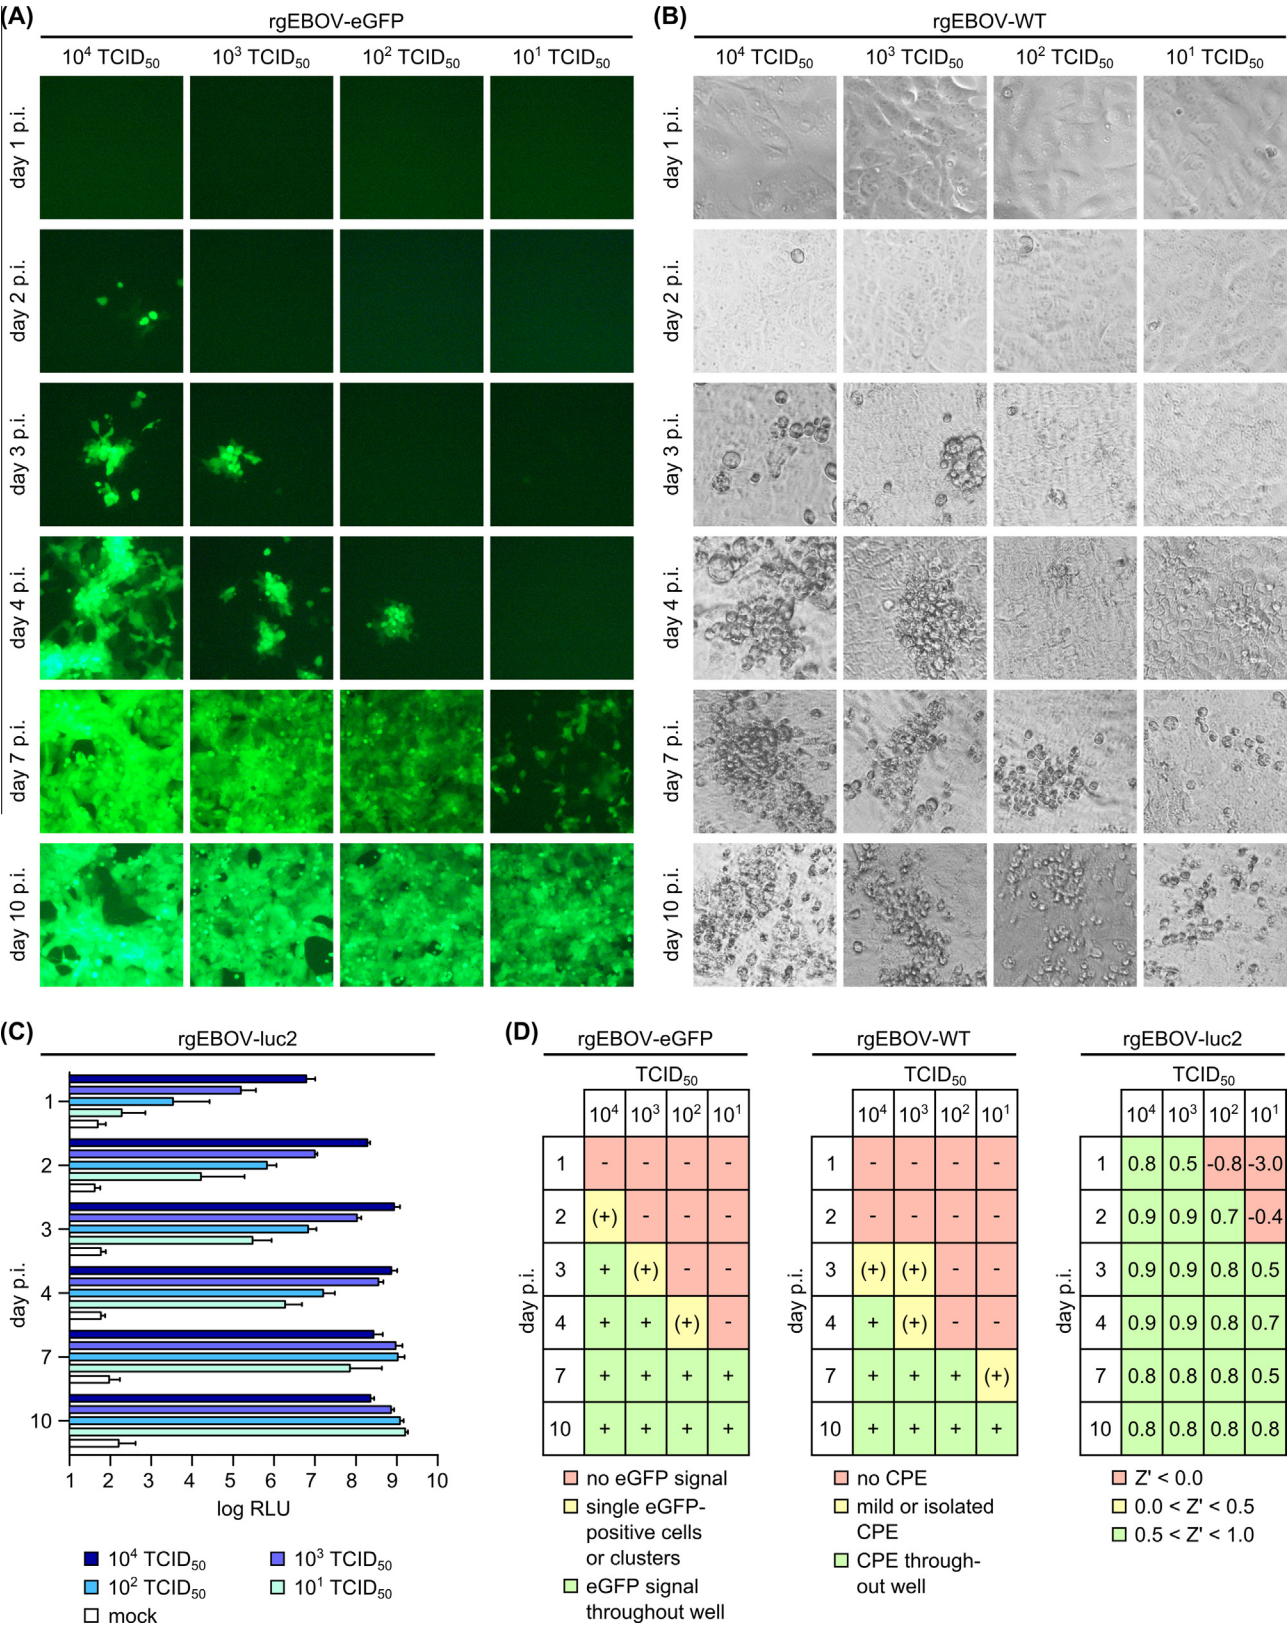 (A)
rgEBOV-eGFP
10⁴ TCID₅₀ 10³ TCID₅₀ 10² TCID₅₀ 10¹ TCID₅₀
day 1 p.i.
day 2 p.i.
day 3 p.i.
day 4 p.i.
day 7 p.i.
day 10 p.i.
(B)
rgEBOV-WT
10⁴ TCID₅₀ 10³ TCID₅₀ 10² TCID₅₀ 10¹ TCID₅₀
day 1 p.i.
day 2 p.i.
day 3 p.i.
day 4 p.i.
day 7 p.i.
day 10 p.i.
(C)
rgEBOV-luc2
day p.i.
1
2
3
4
7
10
1 2 3 4 5 6 7 8 9 10
log RLU
10⁴ TCID₅₀ 10³ TCID₅₀
10² TCID₅₀ 10¹ TCID₅₀
mock
(D)
rgEBOV-eGFP
TCID₅₀
10⁴ 10³ 10² 10¹
day p.i.
1 - - - -
2 (+) - - -
3 + (+) - -
4 + + (+) -
7 + + + +
10 + + + +
no eGFP signal
single eGFP-
positive cells
or clusters
eGFP signal
throughout well
rgEBOV-WT
TCID₅₀
10⁴ 10³ 10² 10¹
day p.i.
1 - - - -
2 - - - -
3 (+) (+) - -
4 + (+) - -
7 + + + (+)
10 + + + +
no CPE
mild or isolated
CPE
CPE through-
out well
rgEBOV-luc2
TCID₅₀
10⁴ 10³ 10² 10¹
day p.i.
1 0.8 0.5 -0.8 -3.0
2 0.9 0.9 0.7 -0.4
3 0.9 0.9 0.8 0.5
4 0.9 0.9 0.8 0.7
7 0.8 0.8 0.8 0.5
10 0.8 0.8 0.8 0.8
Z' < 0.0
0.0 < Z' < 0.5
0.5 < Z' < 1.0